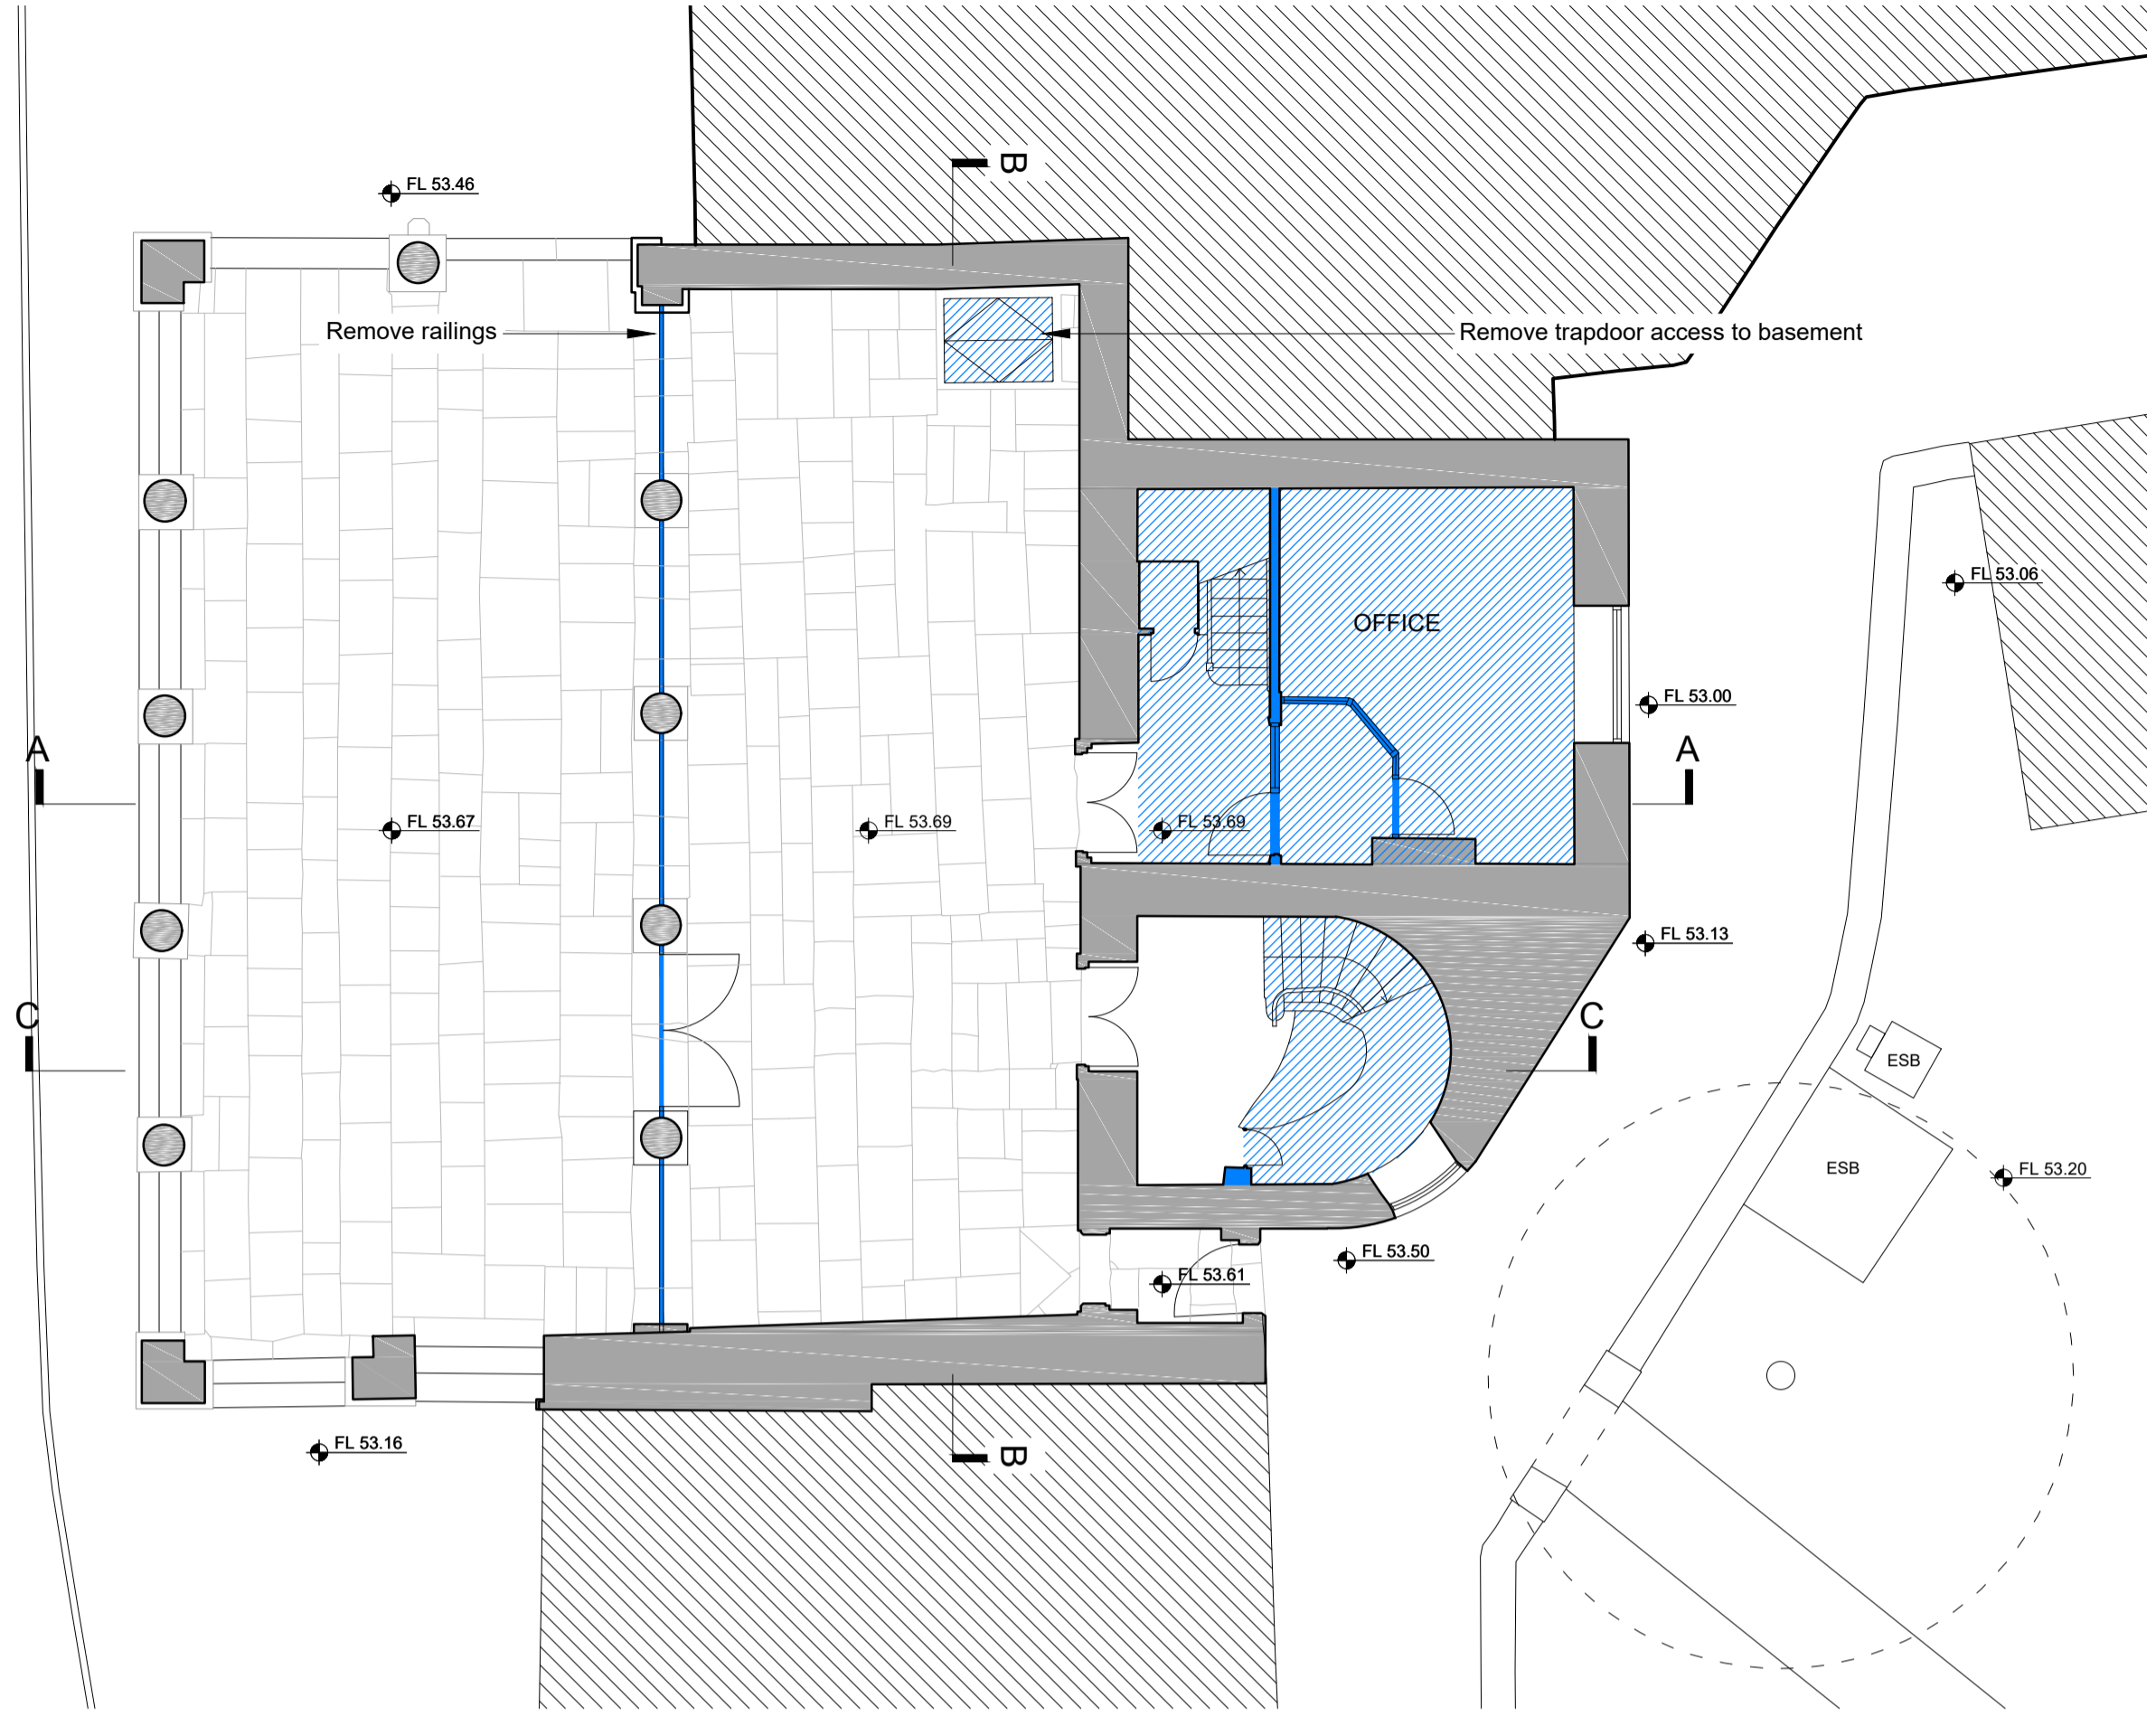 B
FL 53.46
Remove railings
Remove trapdoor access to basement
FL 53.06
OFFICE
FL 53.00
A
A
FL 53.67
FL 53.69
FL 53.69
FL 53.13
C
C
ESB
ESB
FL 53.20
FL 53.50
FL 53.61
FL 53.16
B